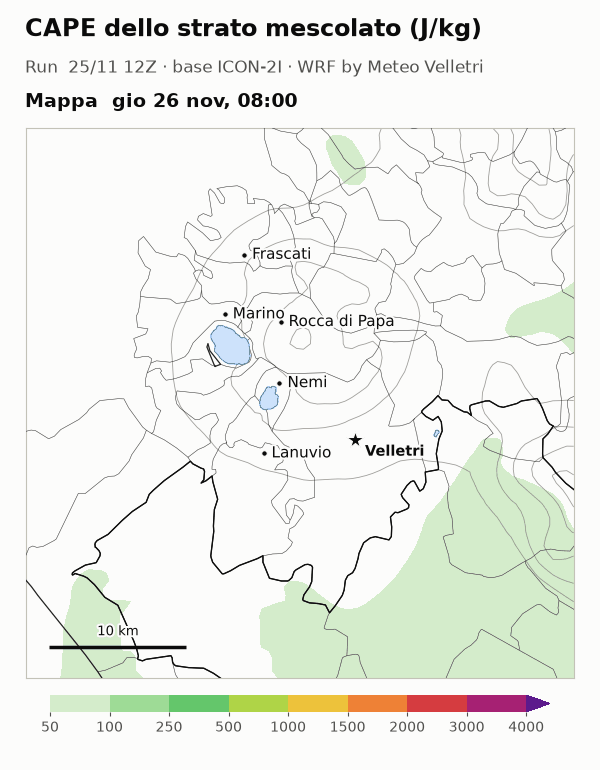 CAPE dello strato mescolato (J/kg)
Run  25/11 12Z · base ICON-2I · WRF by Meteo Velletri
Mappa  gio 26 nov, 08:00
Frascati
Marino
Rocca di Papa
Nemi
Lanuvio
Velletri
10 km
50 100 250 500 1000 1500 2000 3000 4000